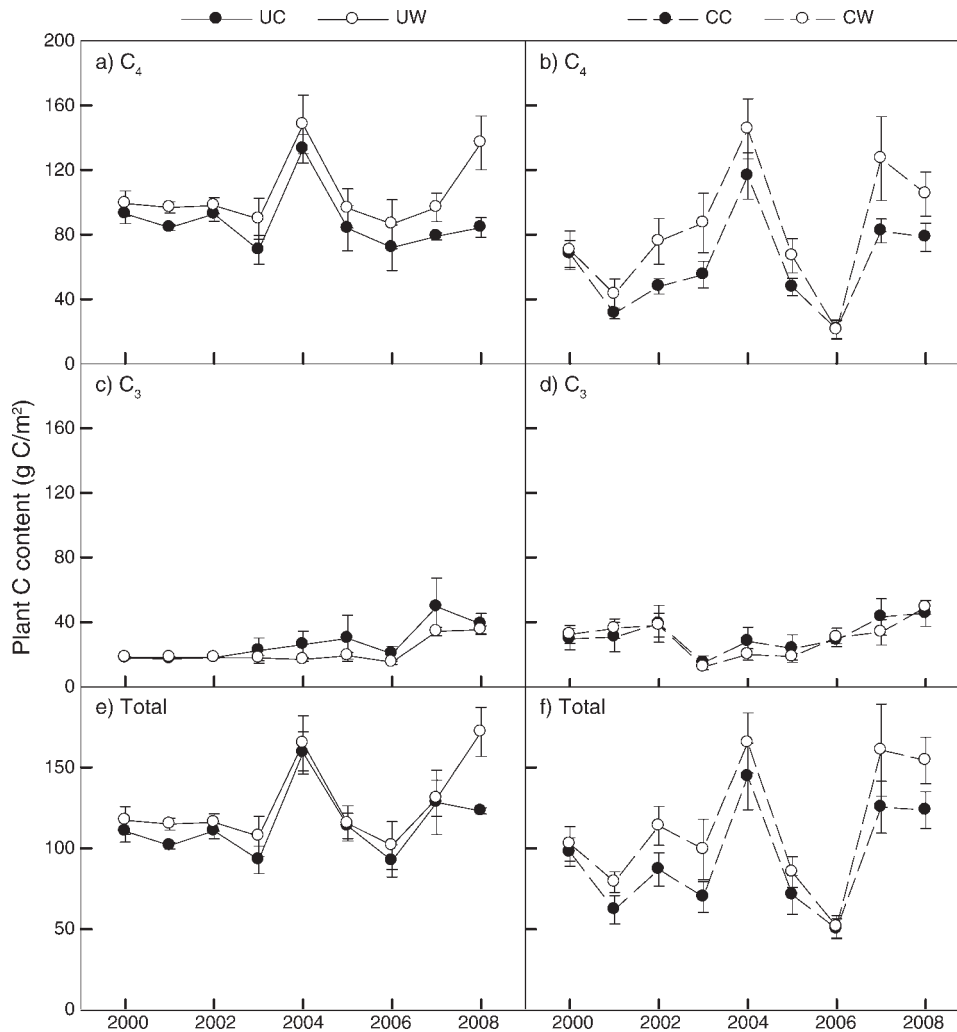 UC UW CC CW
200
160
120
80
40
0
a) C₄
b) C₄
160
120
80
40
0
c) C₃
d) C₃
150
100
50
0
e) Total
f) Total
Plant C content (g C/m²)
2000 2002 2004 2006 2008 2000 2002 2004 2006 2008